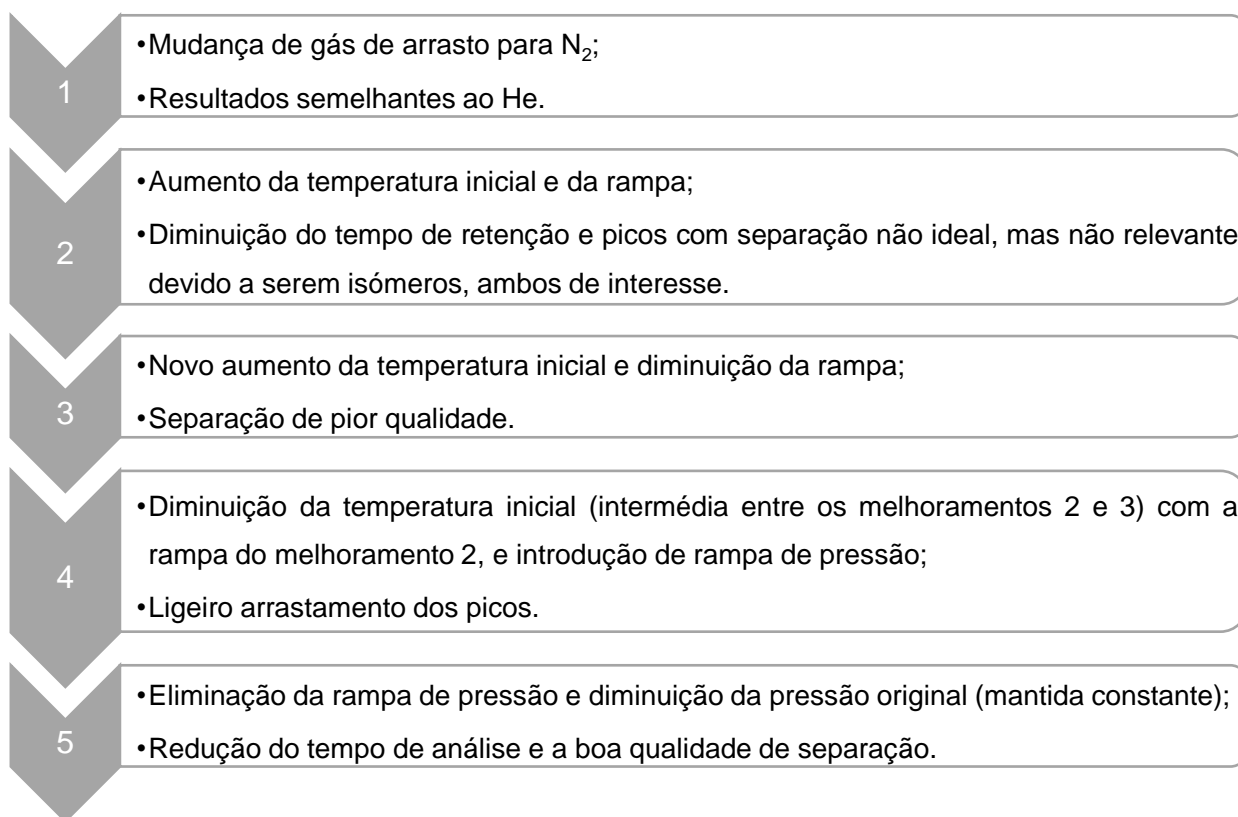 1
•Mudança de gás de arrasto para N₂;
•Resultados semelhantes ao He.
2
•Aumento da temperatura inicial e da rampa;
•Diminuição do tempo de retenção e picos com separação não ideal, mas não relevante
devido a serem isómeros, ambos de interesse.
3
•Novo aumento da temperatura inicial e diminuição da rampa;
•Separação de pior qualidade.
4
•Diminuição da temperatura inicial (intermédia entre os melhoramentos 2 e 3) com a
rampa do melhoramento 2, e introdução de rampa de pressão;
•Ligeiro arrastamento dos picos.
5
•Eliminação da rampa de pressão e diminuição da pressão original (mantida constante);
•Redução do tempo de análise e a boa qualidade de separação.